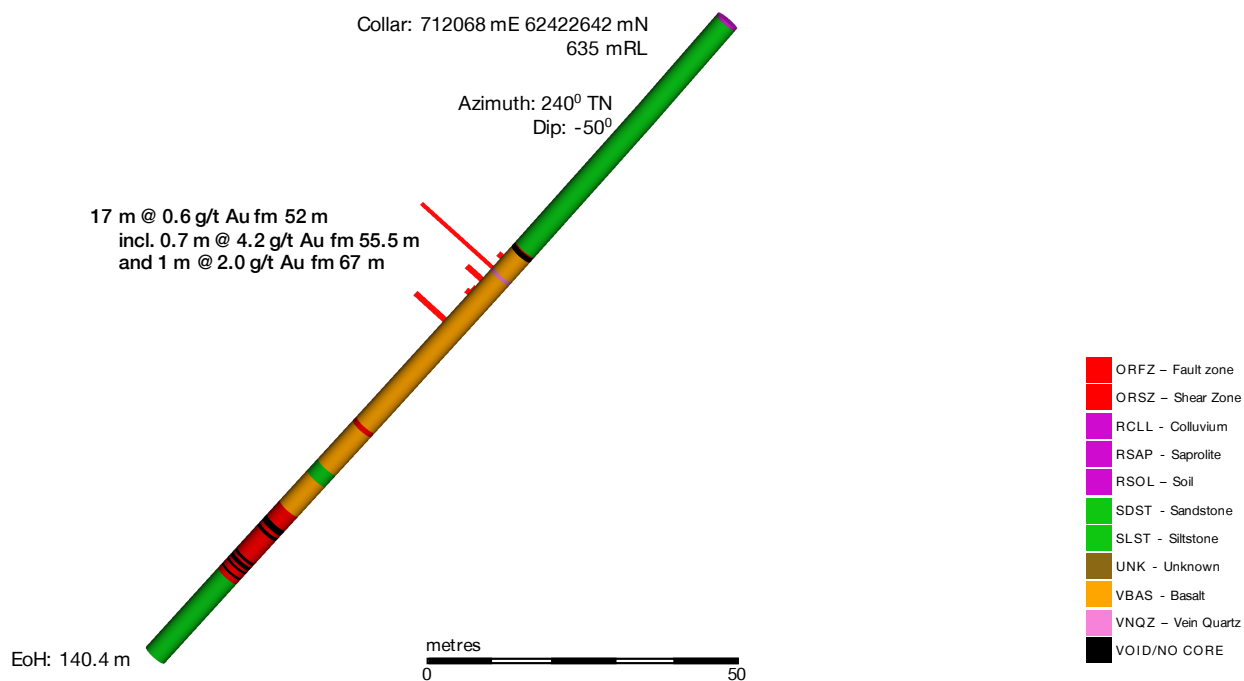 Collar: 712068 mE 62422642 mN
635 mRL
Azimuth: 240⁰ TN
Dip: -50⁰
17 m @ 0.6 g/t Au fm 52 m
incl. 0.7 m @ 4.2 g/t Au fm 55.5 m
and 1 m @ 2.0 g/t Au fm 67 m
ORFZ – Fault zone
ORSZ – Shear Zone
RCLL - Colluvium
RSAP - Saprolite
RSOL – Soil
SDST - Sandstone
SLST - Siltstone
UNK - Unknown
VBAS - Basalt
VNQZ – Vein Quartz
VOID/NO CORE
EoH: 140.4 m
metres
0 50